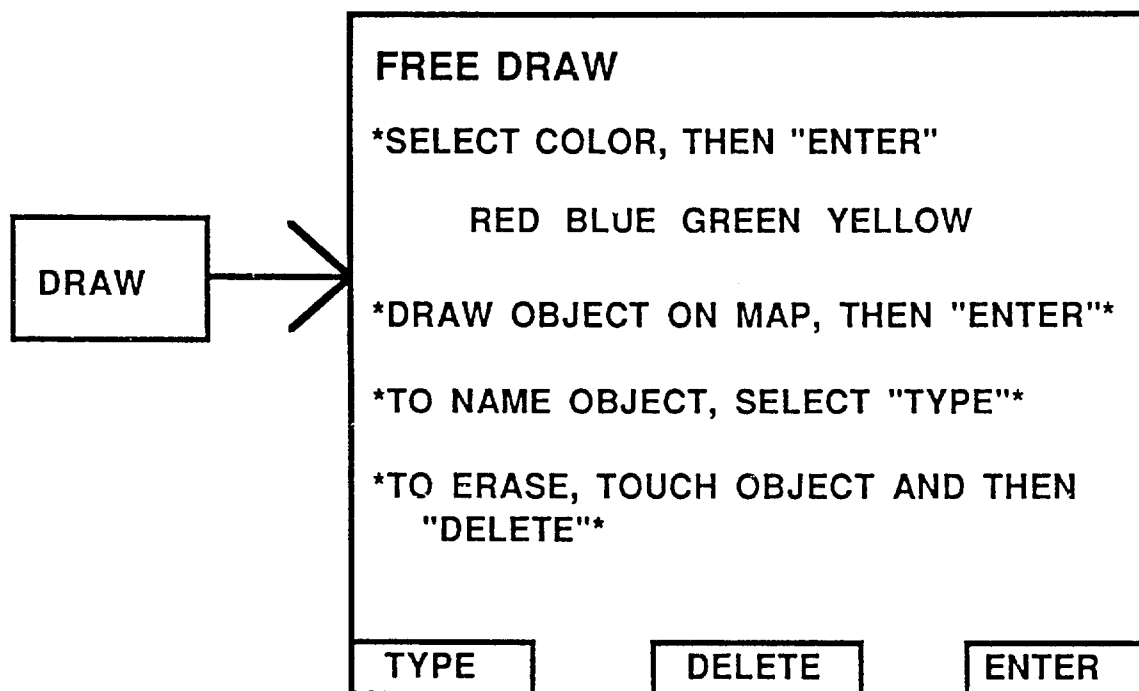 FREE DRAW
*SELECT COLOR, THEN "ENTER"
RED BLUE GREEN YELLOW
DRAW
*DRAW OBJECT ON MAP, THEN "ENTER"*
*TO NAME OBJECT, SELECT "TYPE"*
*TO ERASE, TOUCH OBJECT AND THEN
"DELETE"*
TYPE DELETE ENTER